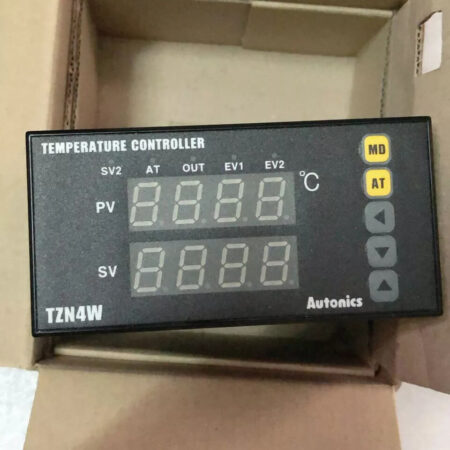 TEMPERATURE CONTROLLER
SV2 AT OUT EV1 EV2
PV °C
SV
MD
AT
TZN4W
Autonics